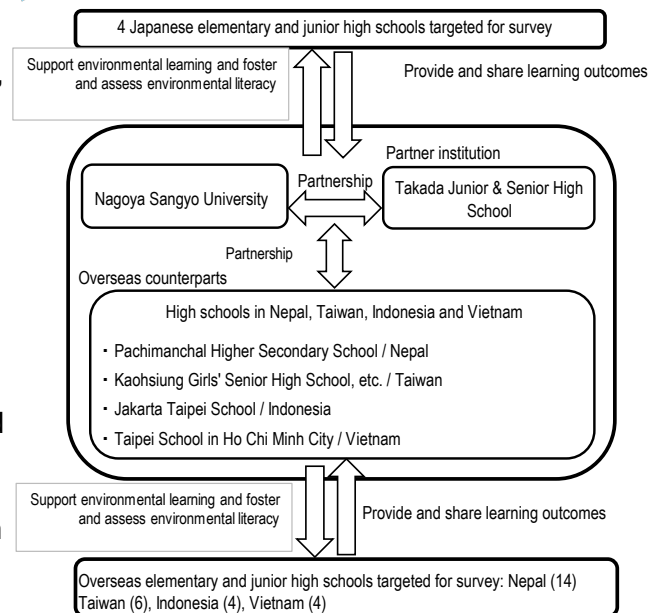 4 Japanese elementary and junior high schools targeted for survey
Support environmental learning and foster
and assess environmental literacy
Provide and share learning outcomes
Partner institution
Nagoya Sangyo University
Partnership
Takada Junior & Senior High
School
Partnership
Overseas counterparts
High schools in Nepal, Taiwan, Indonesia and Vietnam
・Pachimanchal Higher Secondary School / Nepal
・Kaohsiung Girls' Senior High School, etc. / Taiwan
・Jakarta Taipei School / Indonesia
・Taipei School in Ho Chi Minh City / Vietnam
Support environmental learning and foster
and assess environmental literacy
Provide and share learning outcomes
Overseas elementary and junior high schools targeted for survey: Nepal (14)
Taiwan (6), Indonesia (4), Vietnam (4)